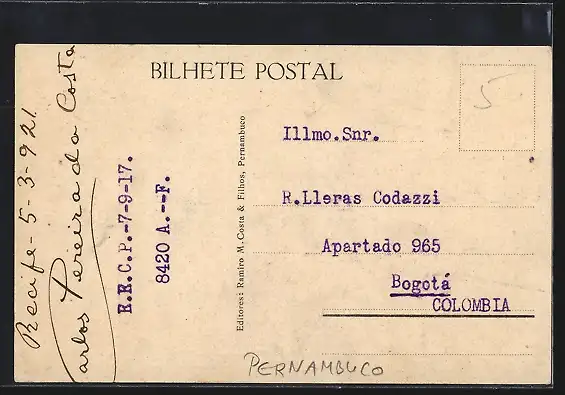 BILHETE POSTAL
5
Recife-5-3-921
Carlos Pereira da Costa
R.E.C.P.-7-9-17.
8420 A.--F.
Editores: Ramiro M. Costa & Filhos, Pernambuco
Illmo.Snr.
R.Lleras Codazzi
Apartado 965
Bogotá
COLOMBIA
PERNAMBUCO